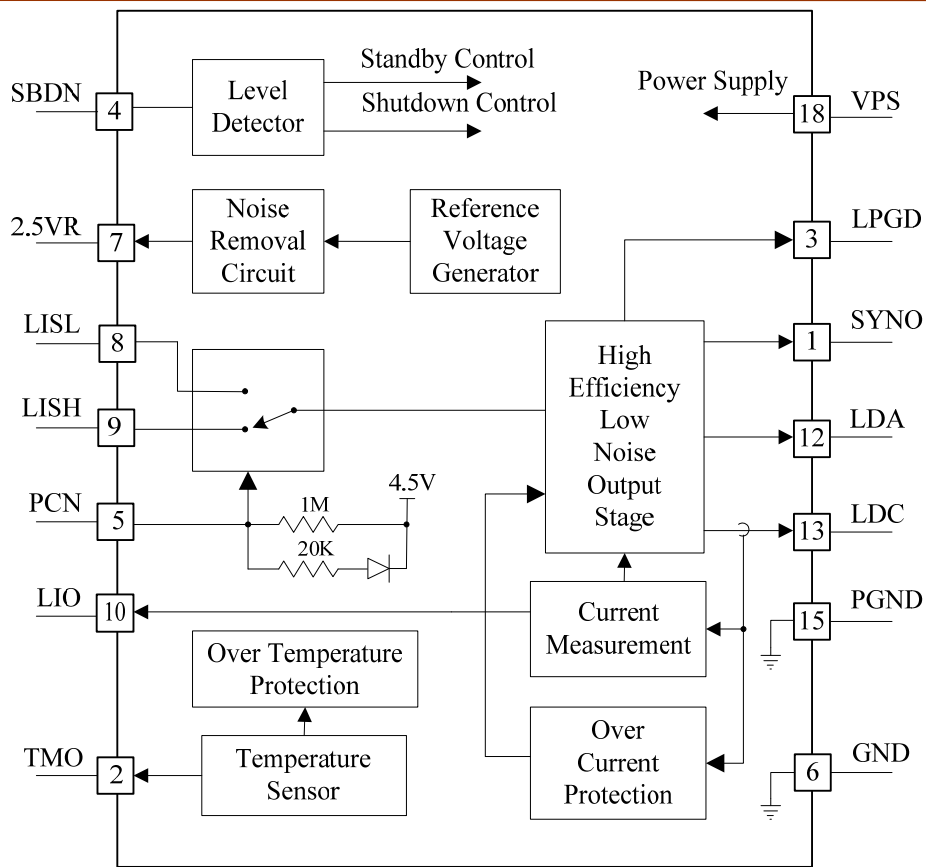 SBDN
4
Level
Detector
Standby Control
Shutdown Control
Power Supply
18
VPS
2.5VR
7
Noise
Removal
Circuit
Reference
Voltage
Generator
3
LPGD
LISL
8
1
SYNO
LISH
9
High
Efficiency
Low
Noise
Output
Stage
12
LDA
PCN
5
1M
20K
4.5V
13
LDC
LIO
10
Current
Measurement
15
PGND
Over Temperature
Protection
TMO
2
Temperature
Sensor
Over
Current
Protection
6
GND